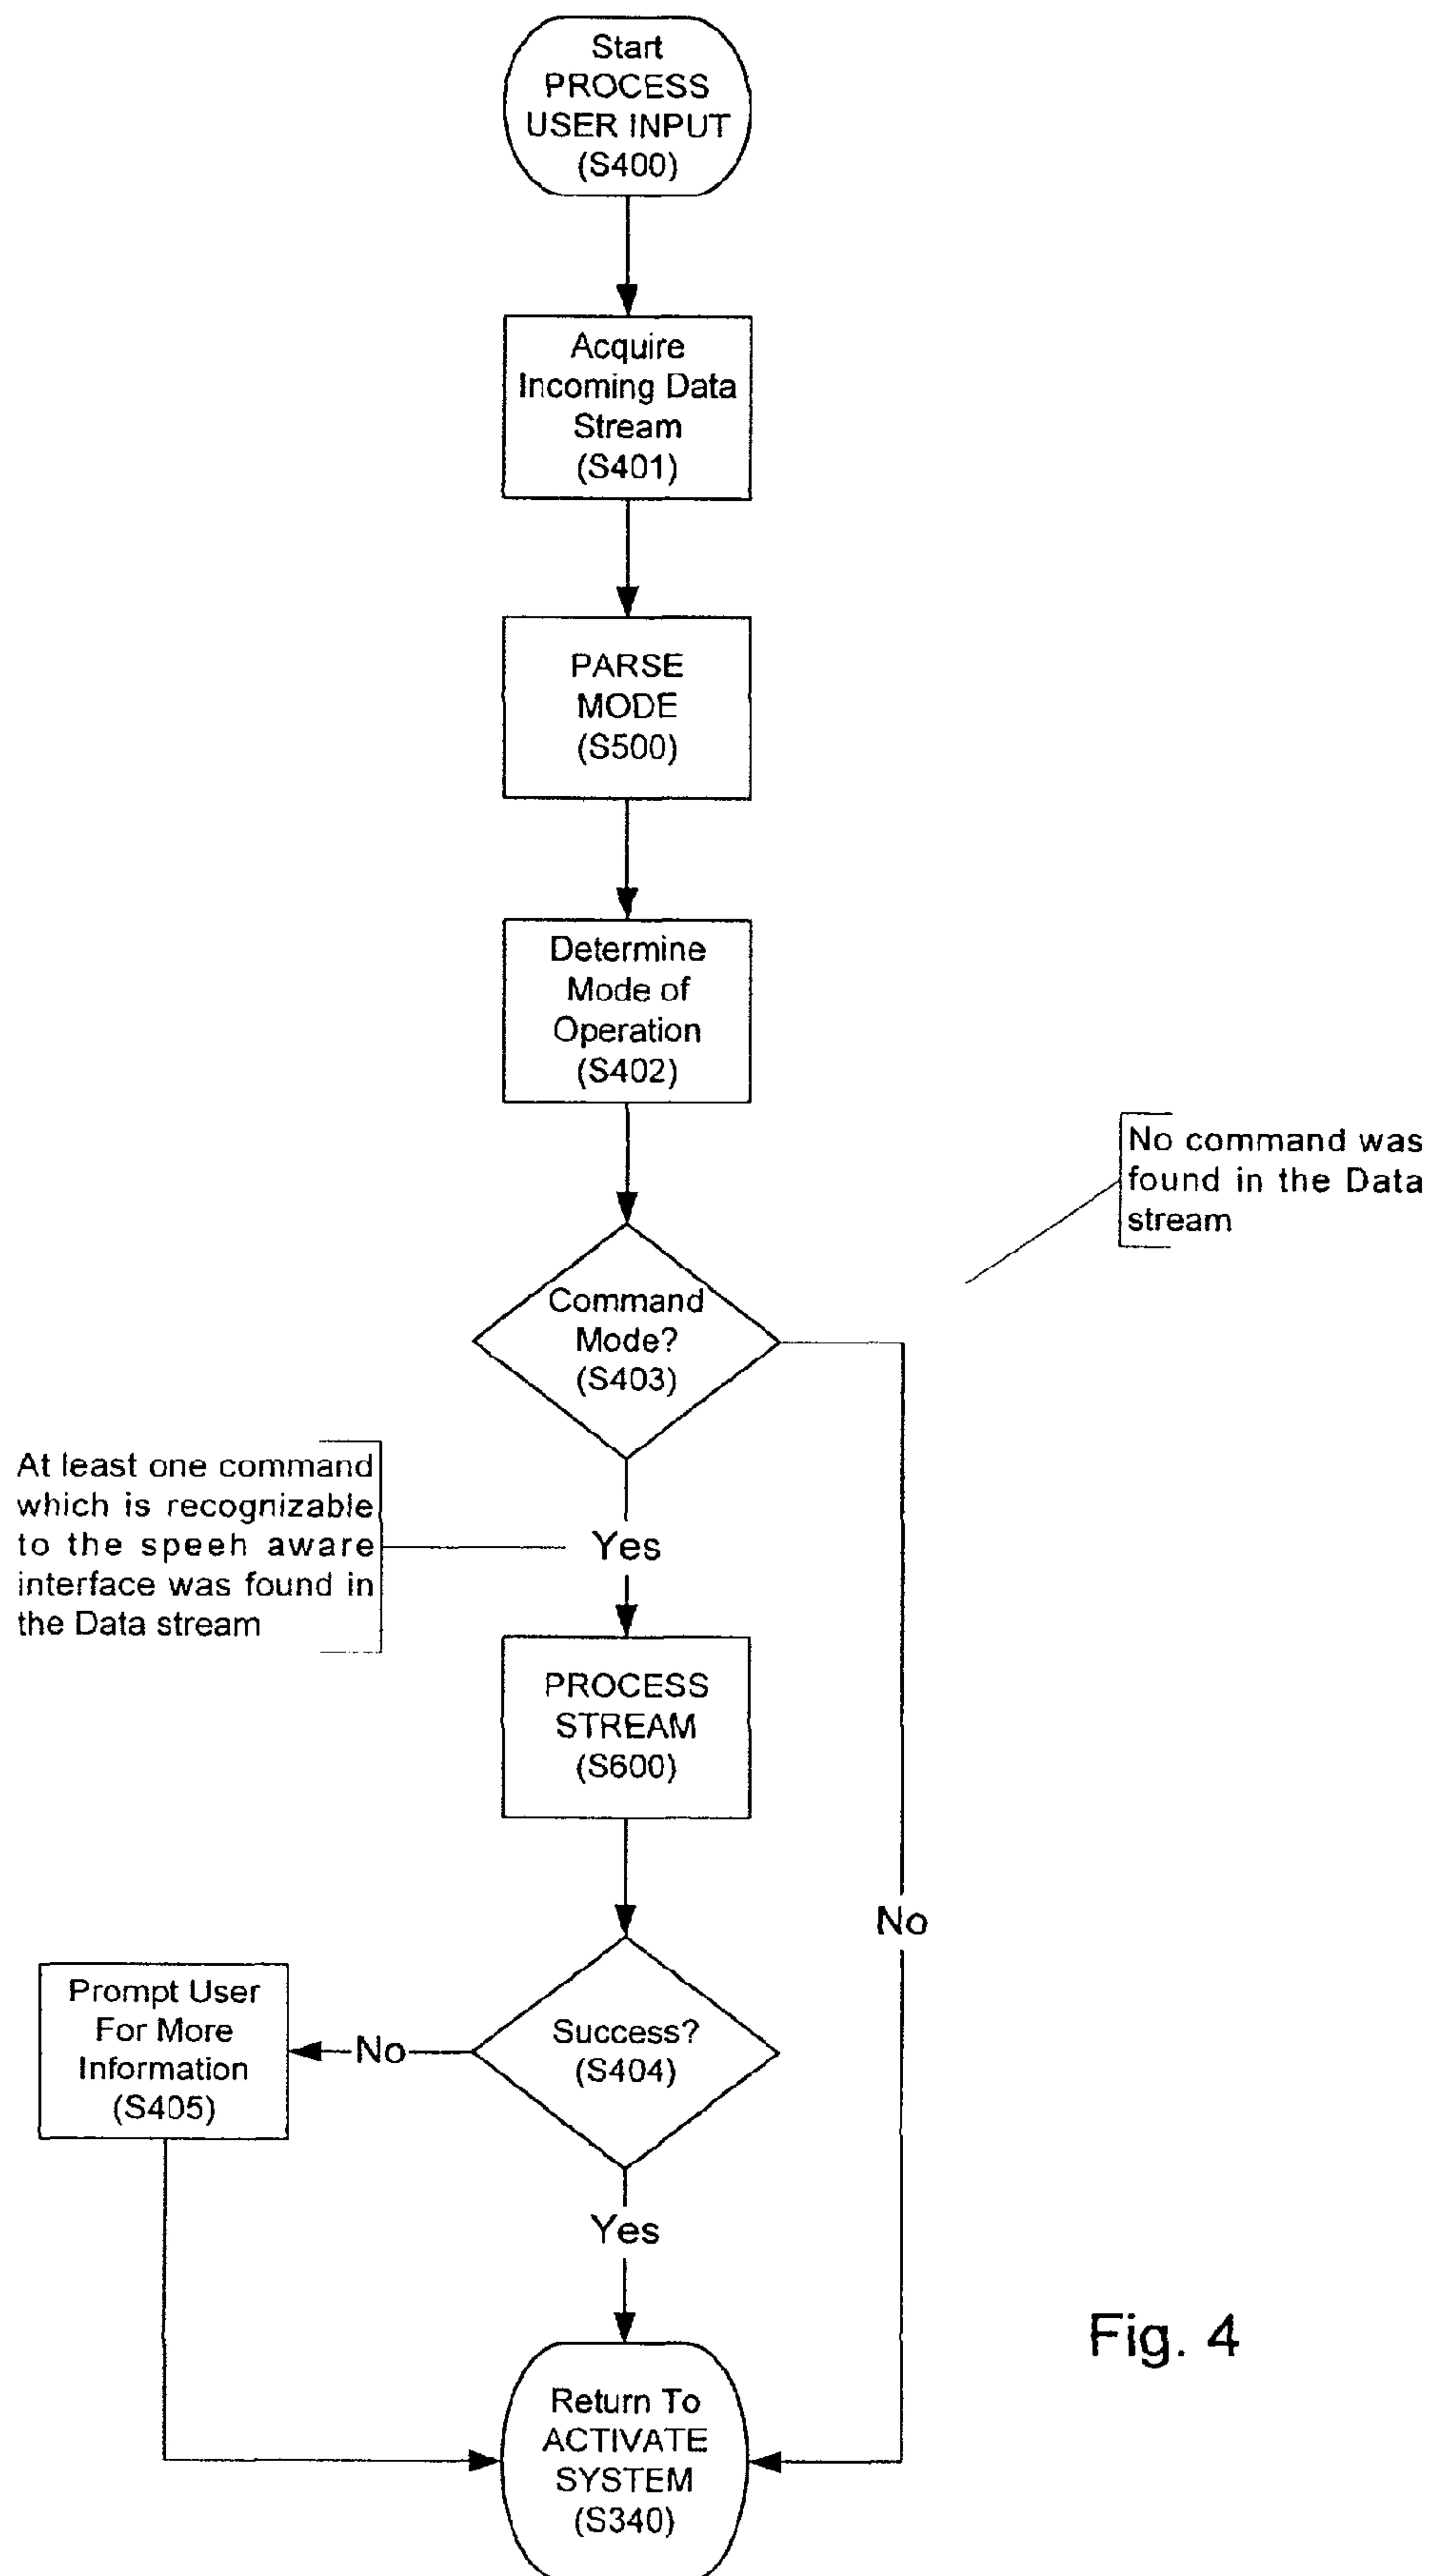 Start
PROCESS
USER INPUT
(S400)
Acquire
Incoming Data
Stream
(S401)
PARSE
MODE
(S500)
Determine
Mode of
Operation
(S402)
No command was
found in the Data
stream
Command
Mode?
(S403)
At least one command
which is recognizable
to the speeh aware
interface was found in
the Data stream
Yes
PROCESS
STREAM
(S600)
No
Prompt User
For More
Information
(S405)
No
Success?
(S404)
Yes
Fig. 4
Return To
ACTIVATE
SYSTEM
(S340)